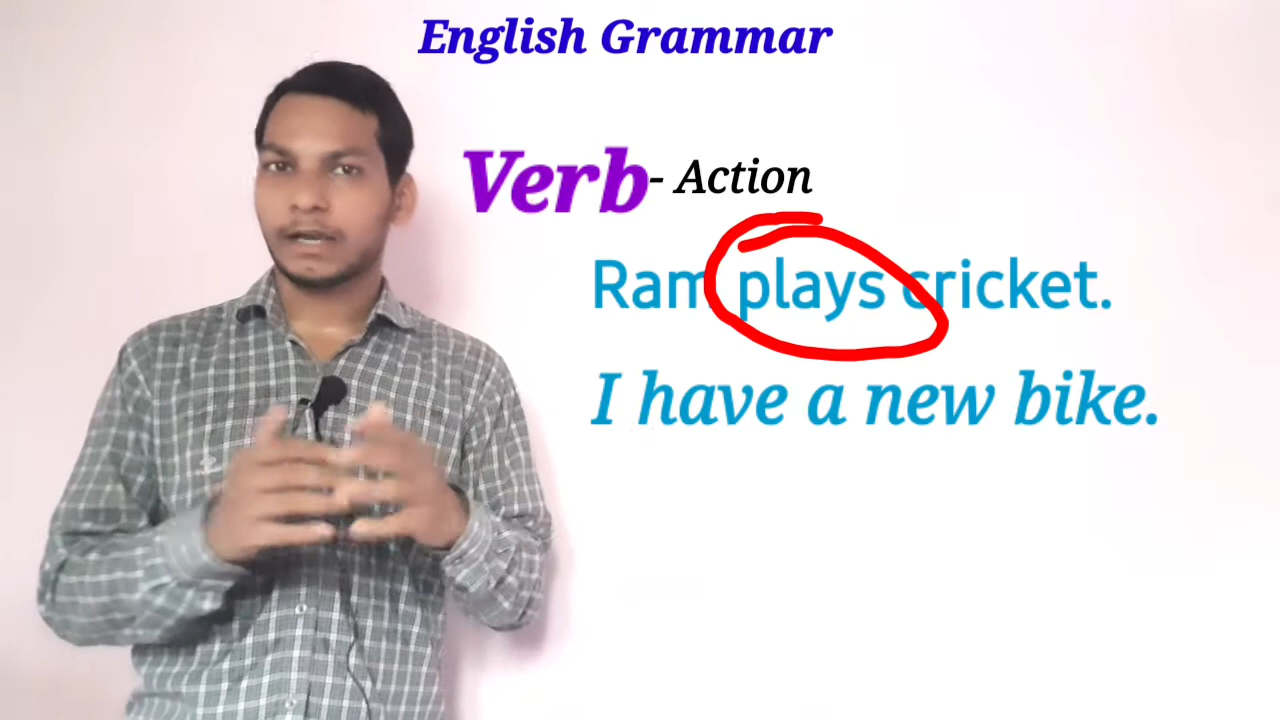 English Grammar
Verb - Action
Ram plays cricket.
I have a new bike.